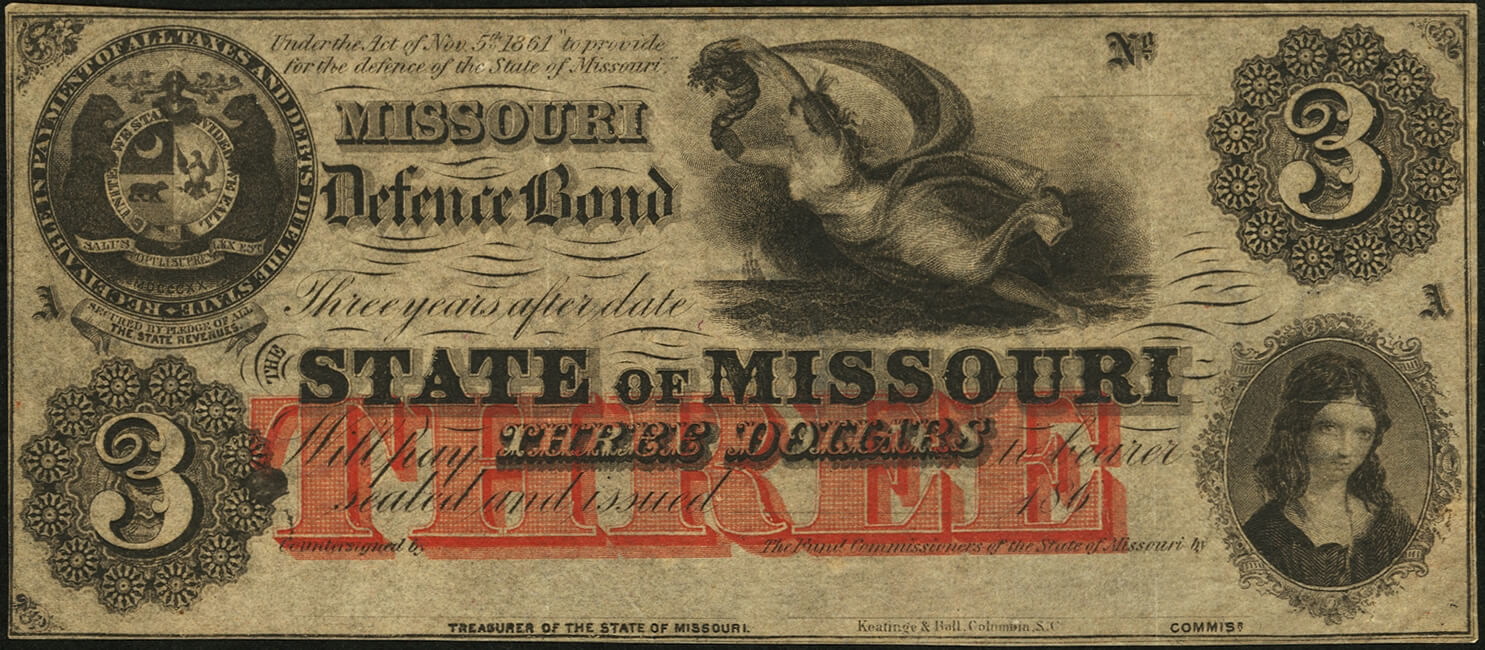 RECEIVABLE IN PAYMENT OF ALL TAXES AND DEBTS DUE THE STATE
UNITED WE STAND DIVIDED WE FALL
SALUS POPULI SUPREMA LEX ESTO
MDCCCXX
SECURED BY PLEDGE OF ALL
THE STATE REVENUES.
Under the Act of Nov. 5th 1861 "to provide
for the defence of the State of Missouri."
MISSOURI
Defence Bond
No
3
A
A
Three years after date
THE STATE OF MISSOURI
THREE
Will pay THREE DOLLARS to bearer
sealed and issued 186
3
Countersigned by
The Fund Commissioners of the State of Missouri by
TREASURER OF THE STATE OF MISSOURI.
Keatinge & Ball, Columbia, S.C.
COMMISR